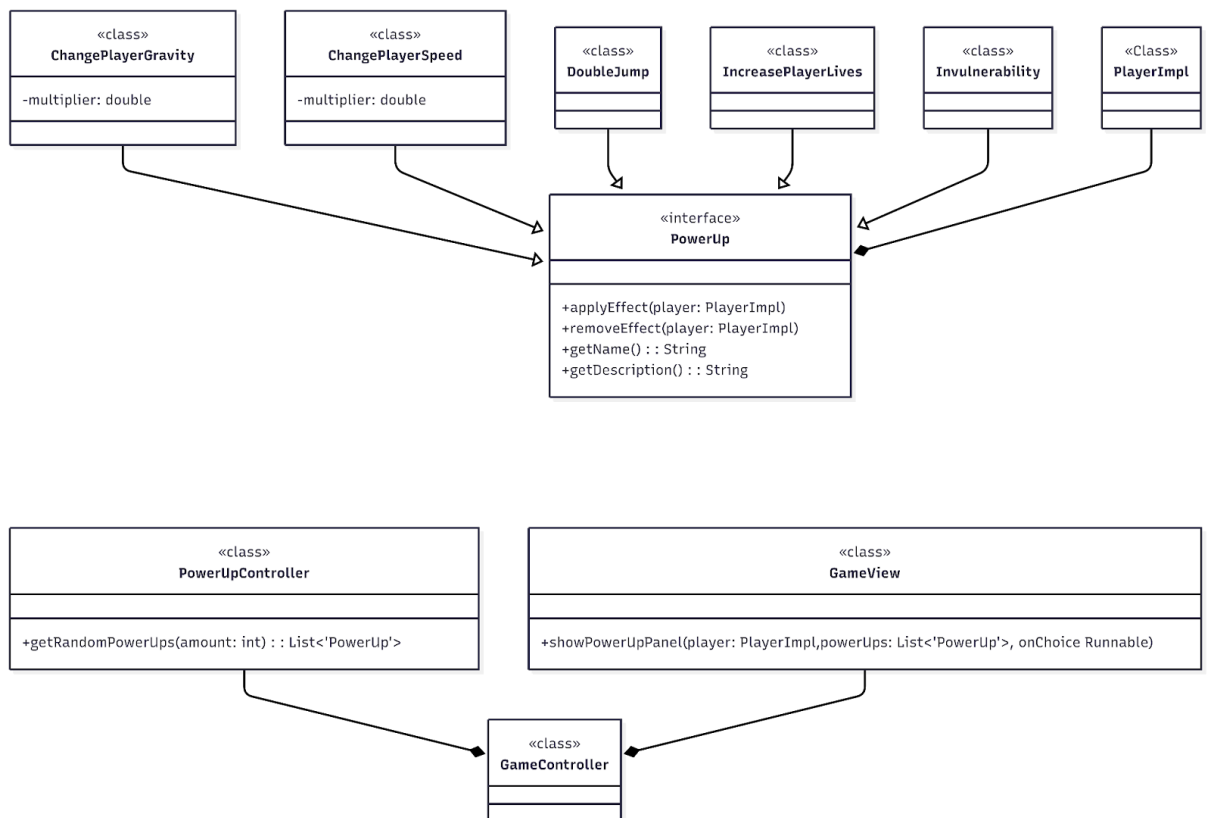 «class»
ChangePlayerGravity
-multiplier: double
«class»
ChangePlayerSpeed
-multiplier: double
«class»
DoubleJump
«class»
IncreasePlayerLives
«class»
Invulnerability
«Class»
PlayerImpl
«interface»
PowerUp
+applyEffect(player: PlayerImpl)
+removeEffect(player: PlayerImpl)
+getName() : : String
+getDescription() : : String
«class»
PowerUpController
+getRandomPowerUps(amount: int) : : List<'PowerUp'>
«class»
GameView
+showPowerUpPanel(player: PlayerImpl,powerUps: List<'PowerUp'>, onChoice Runnable)
«class»
GameController